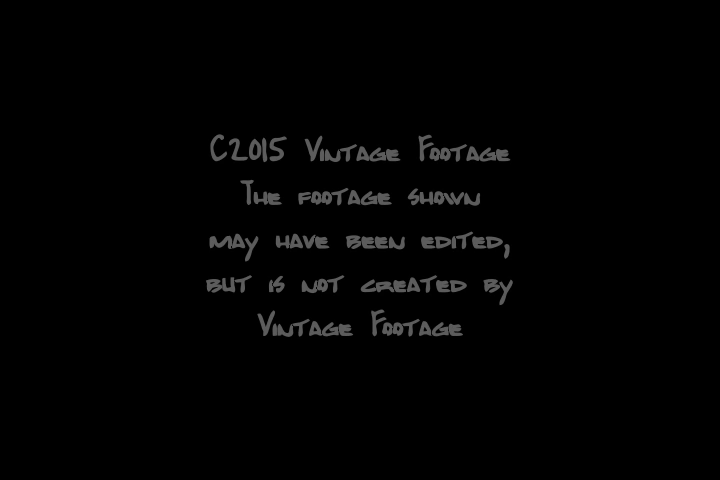 C2015 Vintage Footage
The footage shown
may have been edited,
but is not created by
Vintage Footage